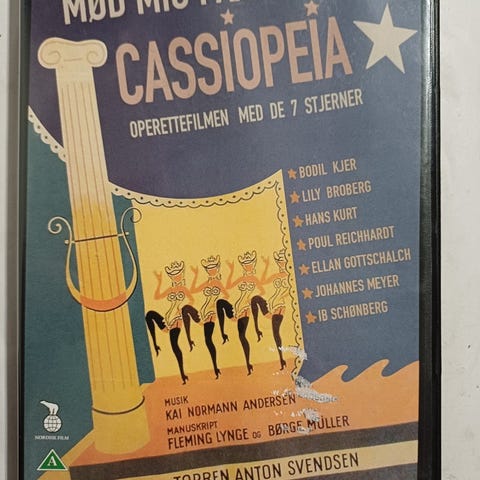 MØD MIG PÅ
CASSIOPEIA
OPERETTEFILMEN MED DE 7 STJERNER
BODIL KJER
LILY BROBERG
HANS KURT
POUL REICHHARDT
ELLAN GOTTSCHALCH
JOHANNES MEYER
IB SCHØNBERG
MUSIK
KAI NORMANN ANDERSEN
MANUSKRIPT
FLEMING LYNGE OG BØRGE MÜLLER
NORDISK FILM
A
TORBEN ANTON SVENDSEN